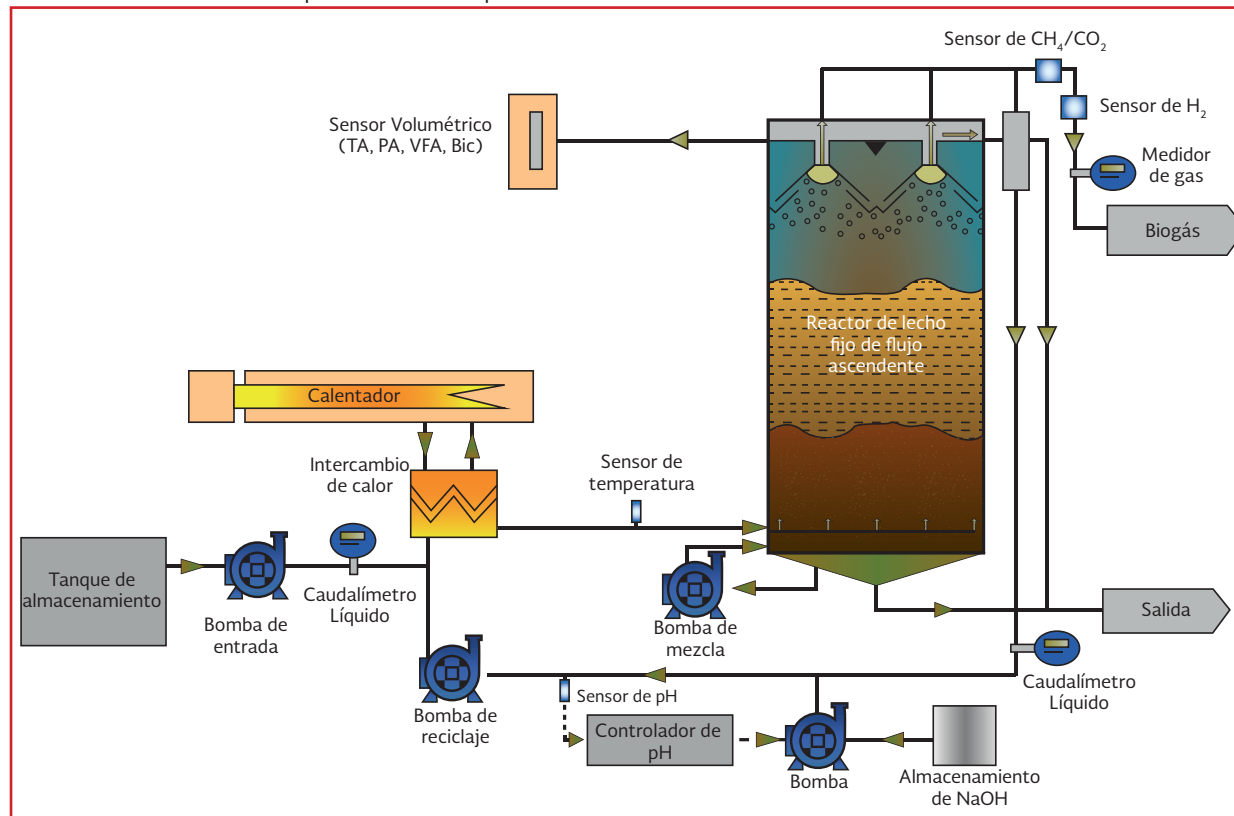 Sensor de CH₄/CO₂
Sensor Volumétrico
(TA, PA, VFA, Bic)
Sensor de H₂
Medidor
de gas
Biogás
Reactor de lecho
fijo de flujo
ascendente
Calentador
Intercambio
de calor
Sensor de
temperatura
Tanque de
almacenamiento
Bomba de
entrada
Caudalímetro
Líquido
Bomba de
mezcla
Salida
Bomba de
reciclaje
Sensor de pH
Controlador de
pH
Bomba
Almacenamiento
de NaOH
Caudalímetro
Líquido